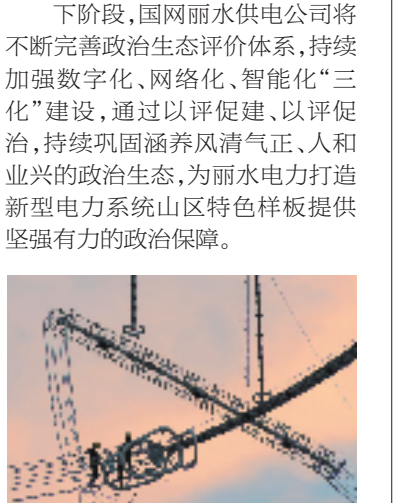 下阶段,国网丽水供电公司将
不断完善政治生态评价体系,持续
加强数字化、网络化、智能化“三
化”建设,通过以评促建、以评促
治,持续巩固涵养风清气正、人和
业兴的政治生态,为丽水电力打造
新型电力系统山区特色样板提供
坚强有力的政治保障。